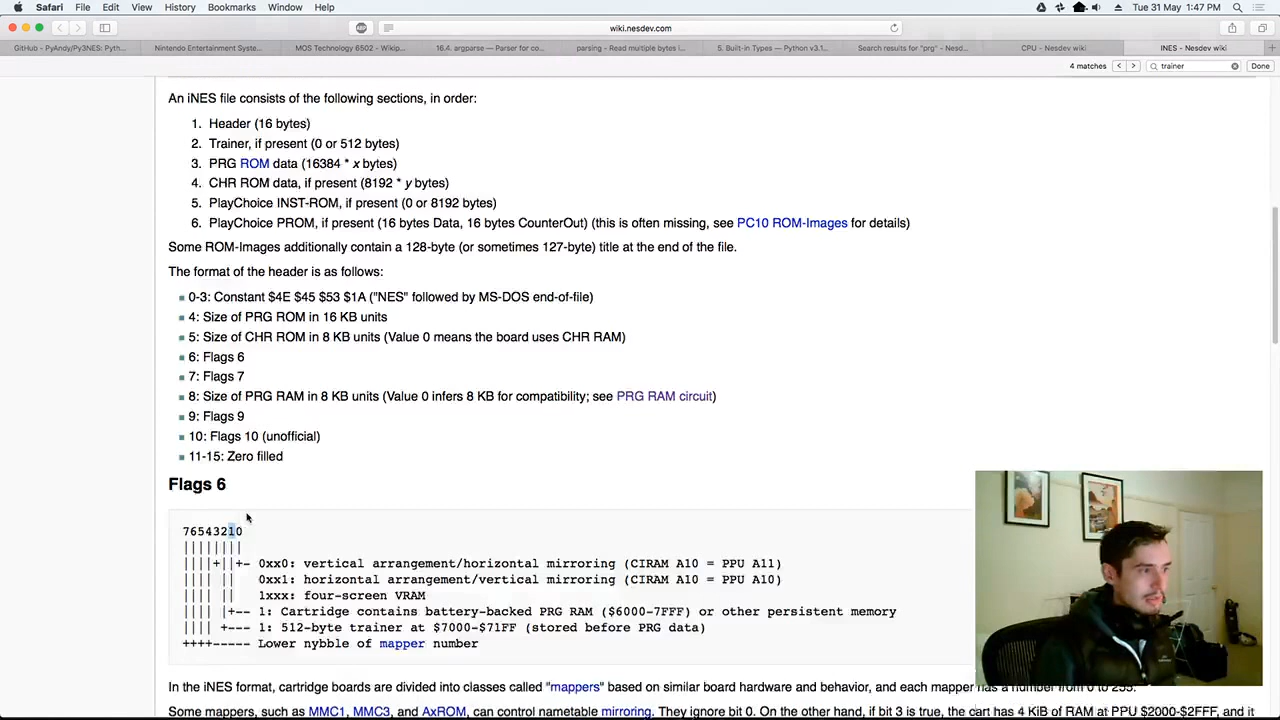 Safari File Edit View History Bookmarks Window Help Tue 31 May 1:47 PM
wiki.nesdev.com
GitHub - PyAndy/Py3NES: Pyth... Nintendo Entertainment Syste... MOS Technology 6502 - Wikip... 16.4. argparse — Parser for co... parsing - Read multiple bytes i... 5. Built-in Types — Python v3.1... Search results for "prg" - Nesd... CPU - Nesdev wiki INES - Nesdev wiki
4 matches trainer Done
An iNES file consists of the following sections, in order:
1. Header (16 bytes)
2. Trainer, if present (0 or 512 bytes)
3. PRG ROM data (16384 * x bytes)
4. CHR ROM data, if present (8192 * y bytes)
5. PlayChoice INST-ROM, if present (0 or 8192 bytes)
6. PlayChoice PROM, if present (16 bytes Data, 16 bytes CounterOut) (this is often missing, see PC10 ROM-Images for details)
Some ROM-Images additionally contain a 128-byte (or sometimes 127-byte) title at the end of the file.
The format of the header is as follows:
0-3: Constant $4E $45 $53 $1A ("NES" followed by MS-DOS end-of-file)
4: Size of PRG ROM in 16 KB units
5: Size of CHR ROM in 8 KB units (Value 0 means the board uses CHR RAM)
6: Flags 6
7: Flags 7
8: Size of PRG RAM in 8 KB units (Value 0 infers 8 KB for compatibility; see PRG RAM circuit)
9: Flags 9
10: Flags 10 (unofficial)
11-15: Zero filled
Flags 6
76543210
||||||||
||||+||+- 0xx0: vertical arrangement/horizontal mirroring (CIRAM A10 = PPU A11)
|||| || 0xx1: horizontal arrangement/vertical mirroring (CIRAM A10 = PPU A10)
|||| || 1xxx: four-screen VRAM
|||| |+-- 1: Cartridge contains battery-backed PRG RAM ($6000-7FFF) or other persistent memory
|||| +--- 1: 512-byte trainer at $7000-$71FF (stored before PRG data)
++++----- Lower nybble of mapper number
In the iNES format, cartridge boards are divided into classes called "mappers" based on similar board hardware and behavior, and each mapper has a number from 0 to 255.
Some mappers, such as MMC1, MMC3, and AxROM, can control nametable mirroring. They ignore bit 0. On the other hand, if bit 3 is true, the cart has 4 KiB of RAM at PPU $2000-$2FFF, and it